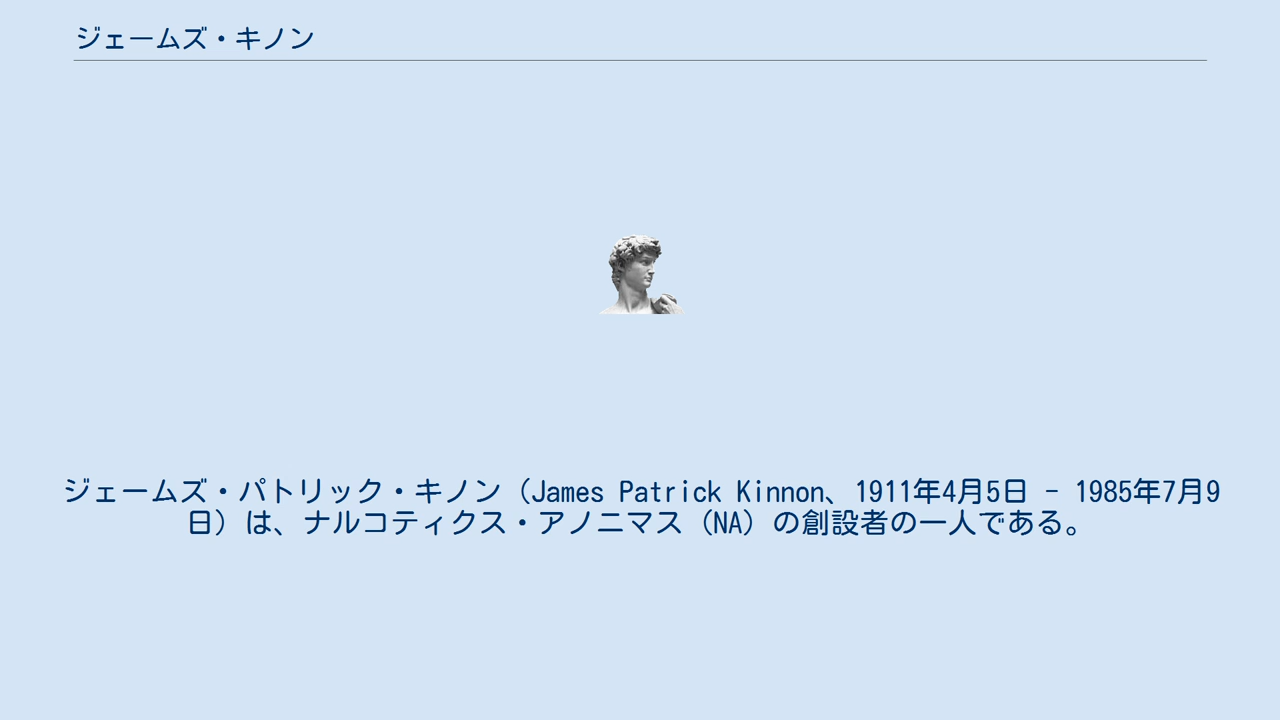 ジェームズ・キノン
ジェームズ・パトリック・キノン（James Patrick Kinnon、1911年4月5日 - 1985年7月9
日）は、ナルコティクス・アノニマス（NA）の創設者の一人である。